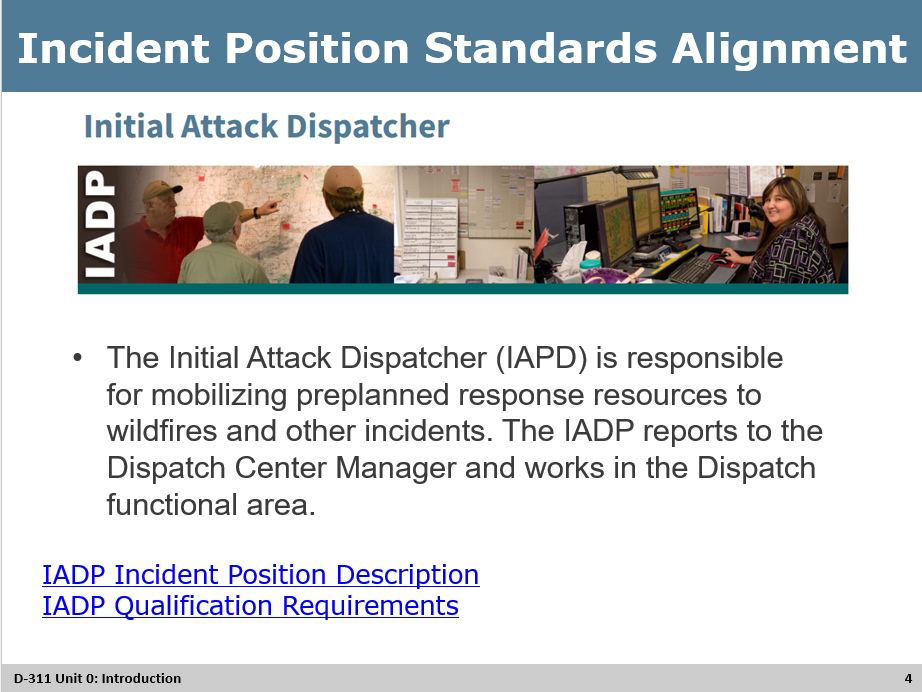 Incident Position Standards Alignment
Initial Attack Dispatcher
IADP
• The Initial Attack Dispatcher (IAPD) is responsible
for mobilizing preplanned response resources to
wildfires and other incidents. The IADP reports to the
Dispatch Center Manager and works in the Dispatch
functional area.
IADP Incident Position Description
IADP Qualification Requirements
D-311 Unit 0: Introduction 4